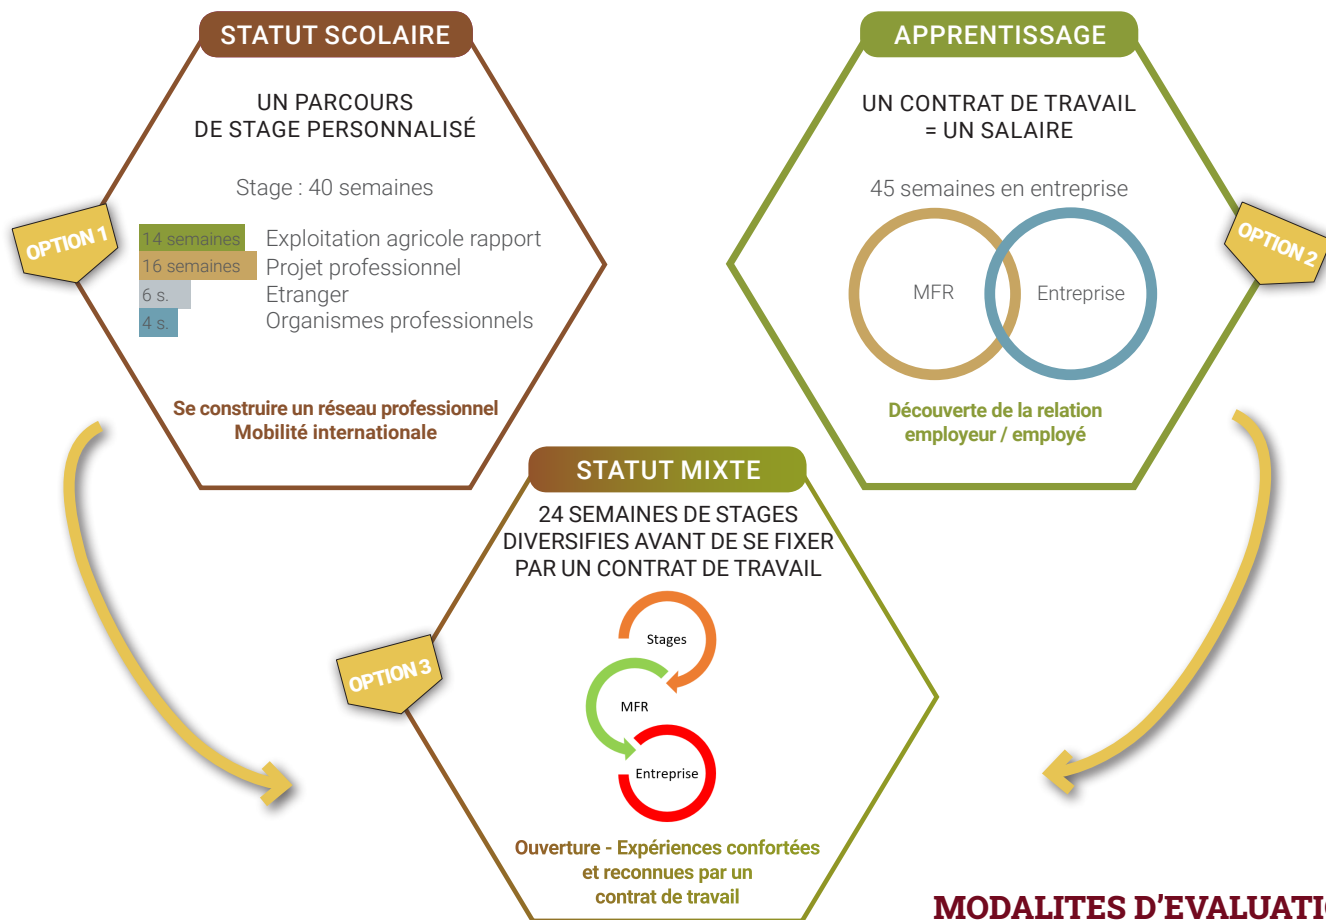 STATUT SCOLAIRE
UN PARCOURS
DE STAGE PERSONNALISÉ
Stage : 40 semaines
OPTION 1
14 semaines Exploitation agricole rapport
16 semaines Projet professionnel
6 s. Etranger
4 s. Organismes professionnels
Se construire un réseau professionnel
Mobilité internationale
APPRENTISSAGE
UN CONTRAT DE TRAVAIL
= UN SALAIRE
45 semaines en entreprise
OPTION 2
MFR Entreprise
Découverte de la relation
employeur / employé
STATUT MIXTE
24 SEMAINES DE STAGES
DIVERSIFIES AVANT DE SE FIXER
PAR UN CONTRAT DE TRAVAIL
OPTION 3
Stages
MFR
Entreprise
Ouverture - Expériences confortées
et reconnues par un
contrat de travail
MODALITES D'EVALUATIO